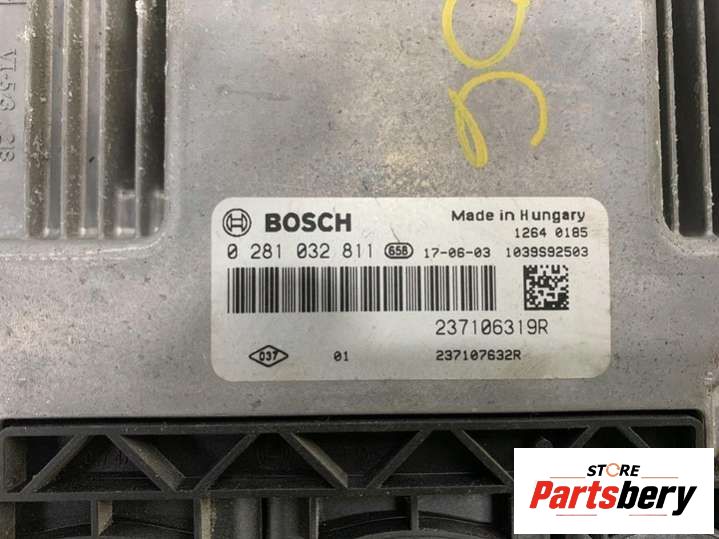 BOSCH
Made in Hungary
1264 0185
0 281 032 811 658 17-06-03 1039S92503
237106319R
037 01 237107632R
STORE
Partsbery